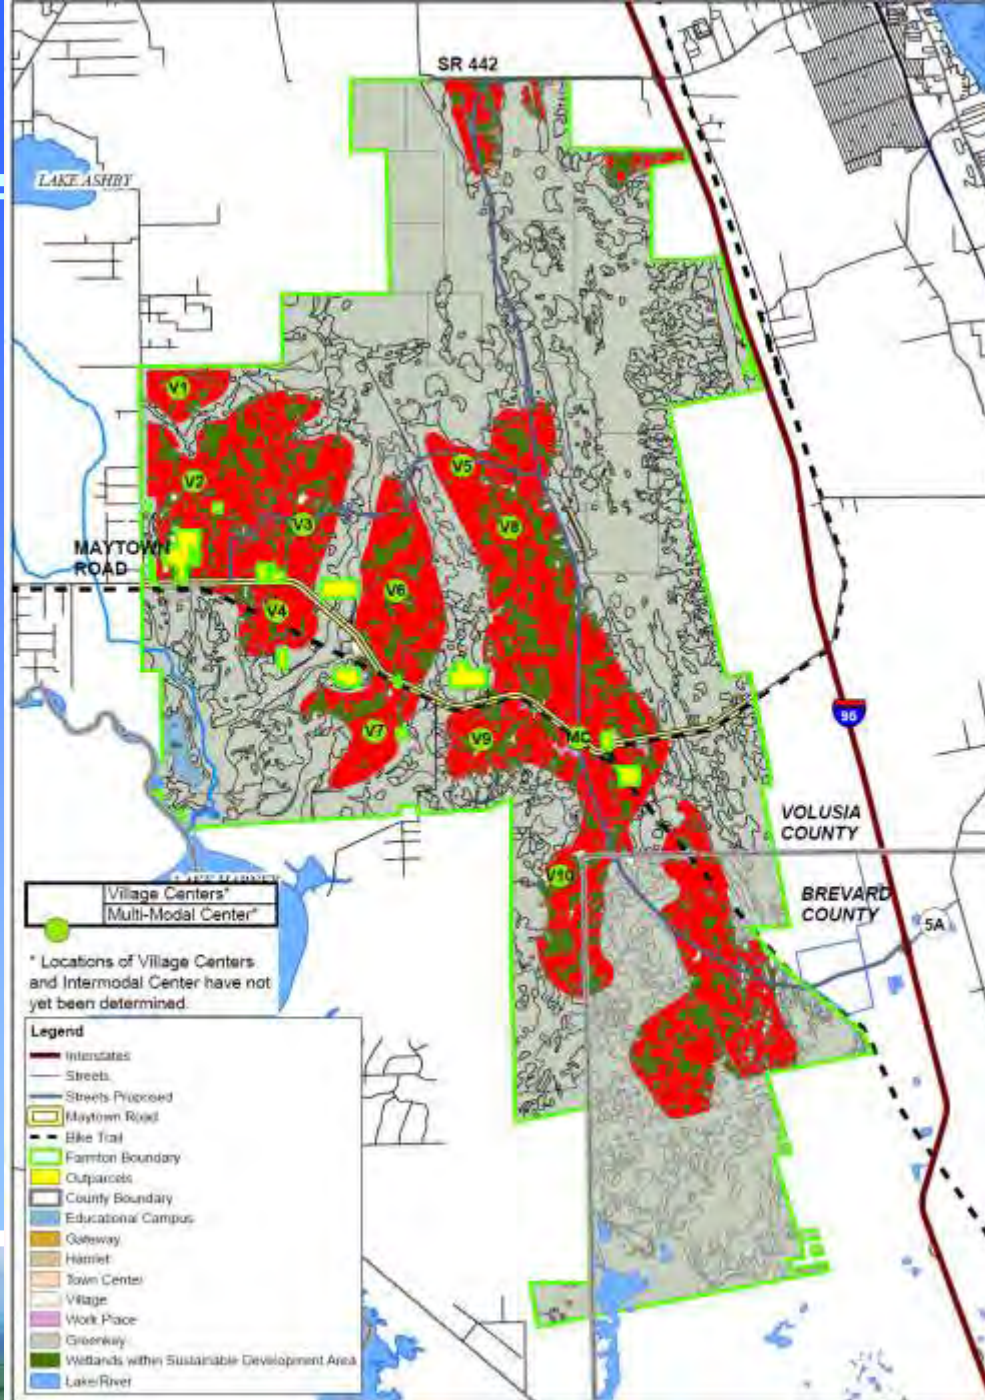 SR 442
LAKE ASHBY
V1
V5
V2
V3
V8
MAYTOWN
ROAD
V6
V4
V7
V9
MC
95
VOLUSIA
COUNTY
V10
BREVARD
COUNTY
5A
LAKE HARNEY
Village Centers*
Multi-Modal Center*
* Locations of Village Centers
and Intermodal Center have not
yet been determined.
Legend
Interstates
Streets
Streets Proposed
Maytown Road
Bike Trail
Farmton Boundary
Outparcels
County Boundary
Educational Campus
Gateway
Hamlet
Town Center
Village
Work Place
Greenkey
Wetlands within Sustainable Development Area
Lake/River